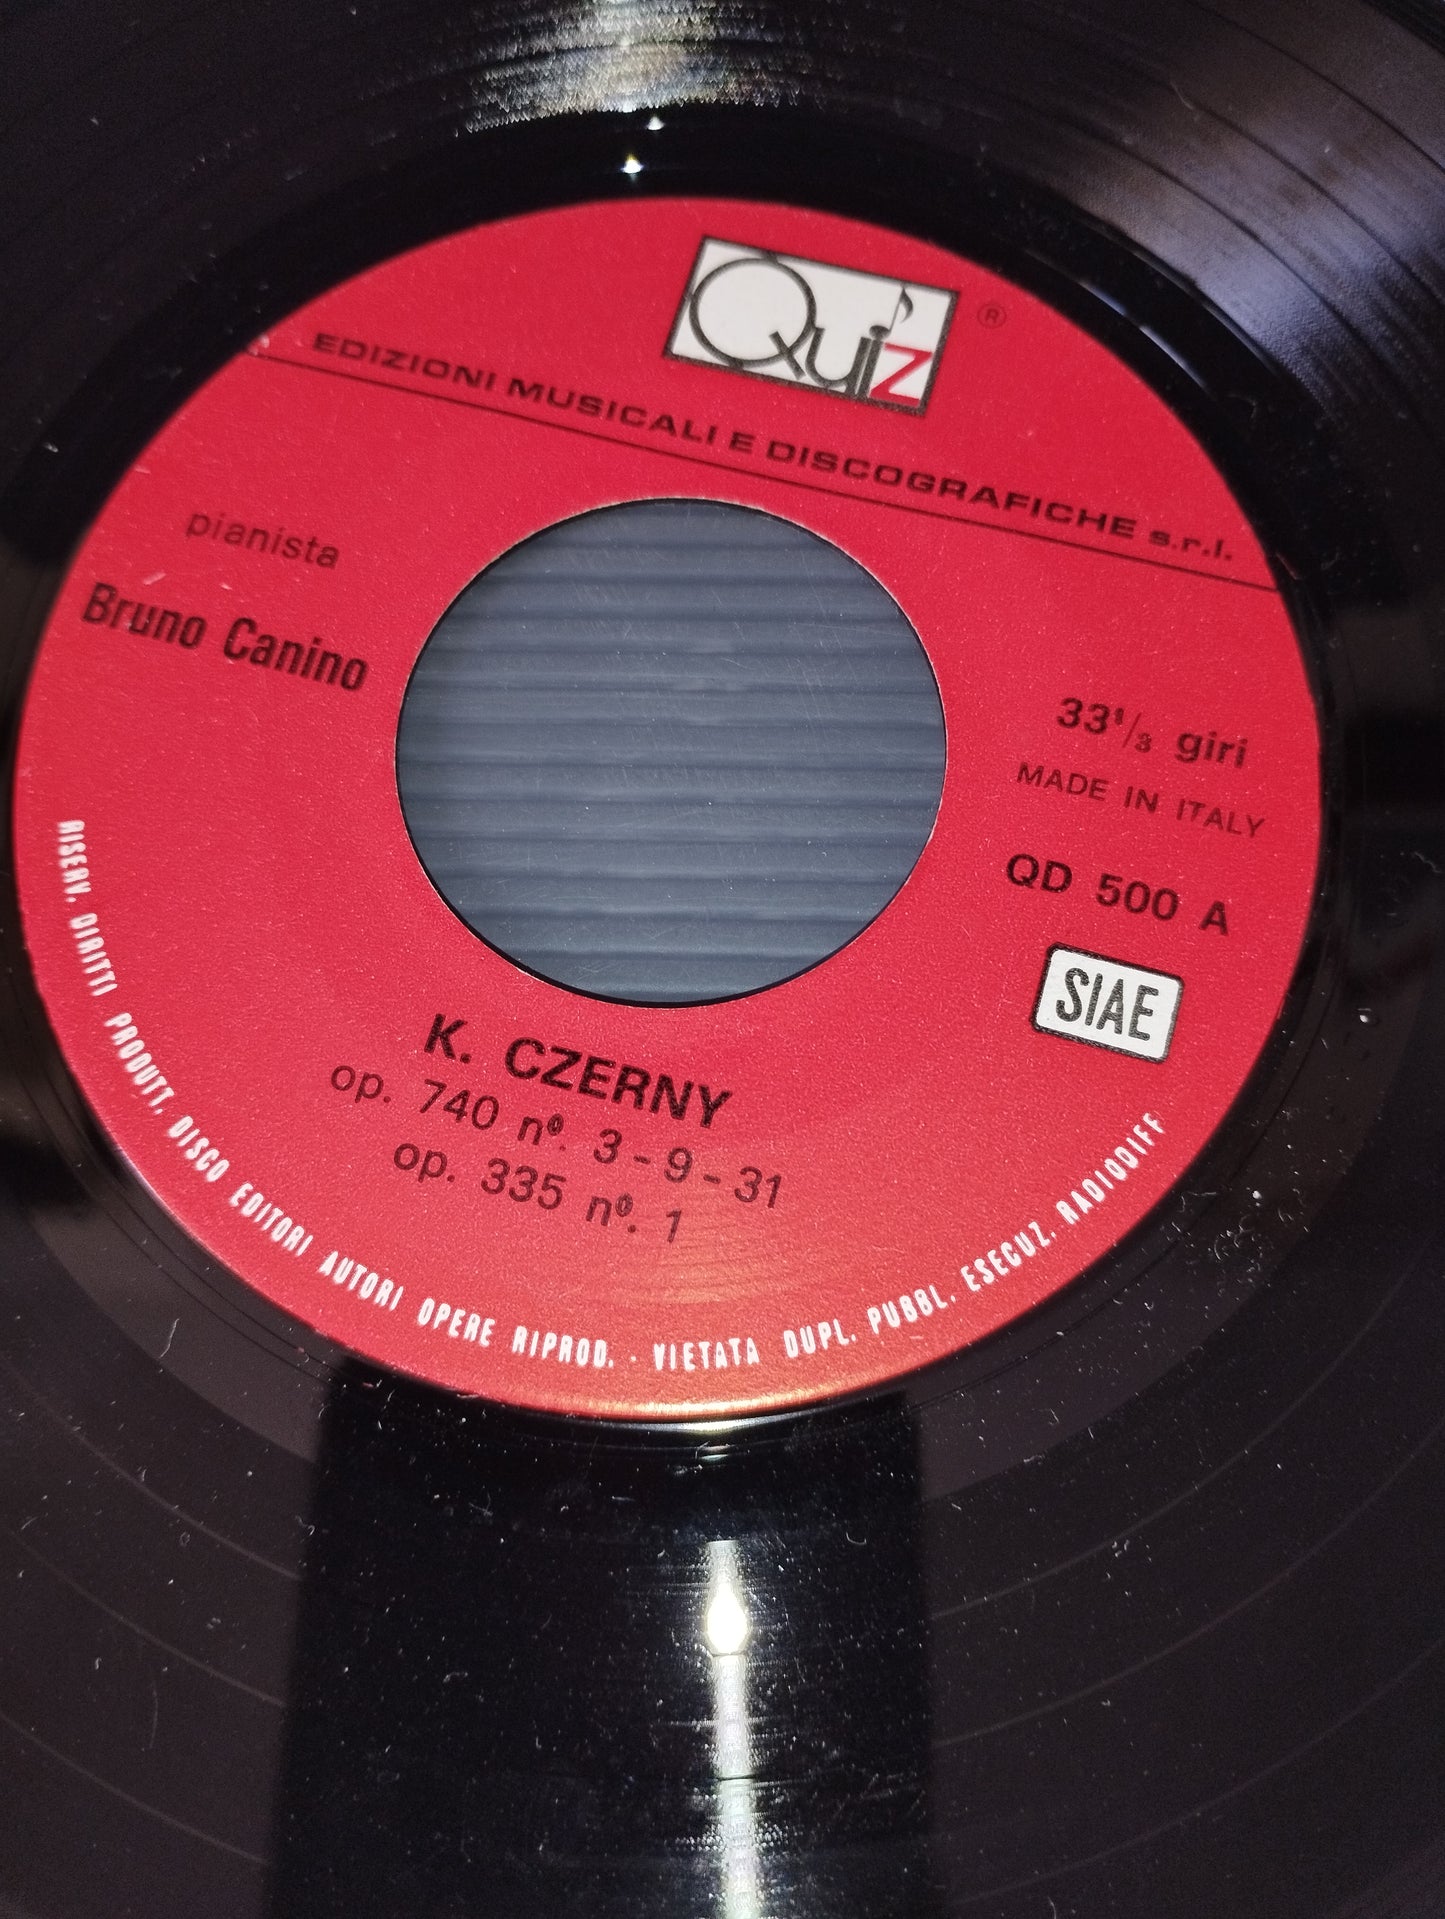 Quiz ®
EDIZIONI MUSICALI E DISCOGRAFICHE s.r.l.
pianista
Bruno Canino
33 1/3 giri
MADE IN ITALY
QD 500 A
SIAE
K. CZERNY
op. 740 nº. 3-9-31
op. 335 nº. 1
RISERV. DIRITTI PRODUTT. DISCO EDITORI AUTORI OPERE RIPROD. · VIETATA DUPL. PUBBL. ESECUZ. RADIODIFF